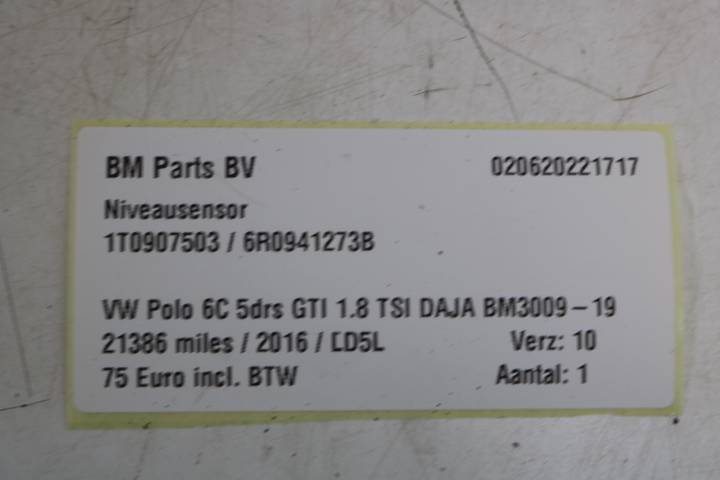 BM Parts BV 020620221717
Niveausensor
1T0907503 / 6R0941273B
VW Polo 6C 5drs GTI 1.8 TSI DAJA BM3009 – 19
21386 miles / 2016 / LD5L Verz: 10
75 Euro incl. BTW Aantal: 1